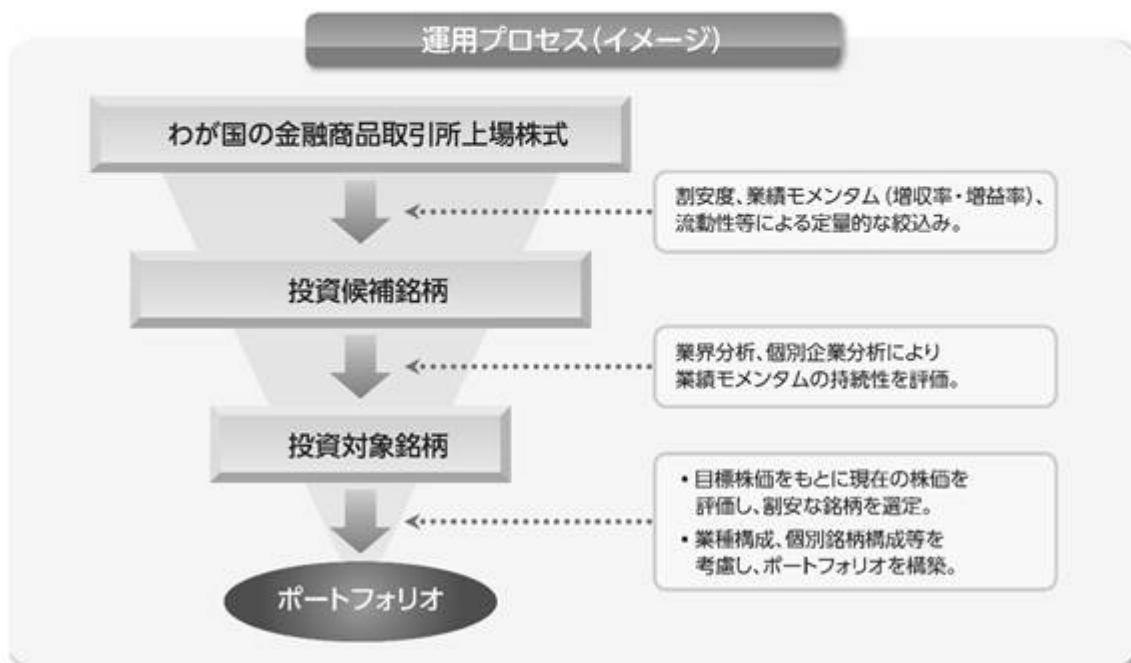 運用プロセス(イメージ)
わが国の金融商品取引所上場株式
割安度、業績モメンタム(増収率・増益率)、
流動性等による定量的な絞込み。
投資候補銘柄
業界分析、個別企業分析により
業績モメンタムの持続性を評価。
投資対象銘柄
・目標株価をもとに現在の株価を
評価し、割安な銘柄を選定。
・業種構成、個別銘柄構成等を
考慮し、ポートフォリオを構築。
ポートフォリオ